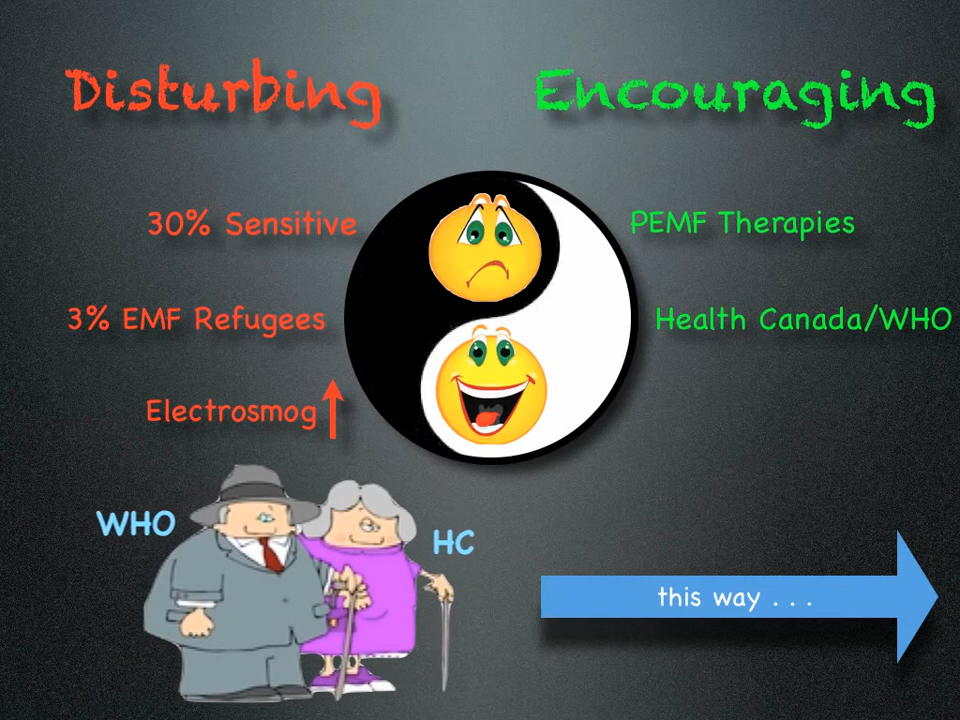 Disturbing
Encouraging
30% Sensitive
PEMF Therapies
3% EMF Refugees
Health Canada/WHO
Electrosmog
WHO
HC
this way . . .